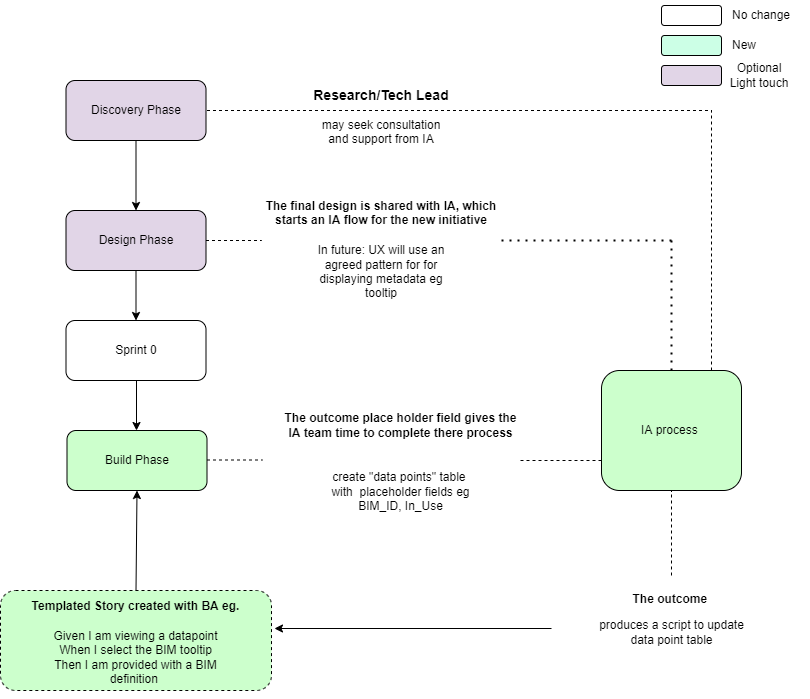 No change
New
Optional
Light touch
Research/Tech Lead
Discovery Phase
may seek consultation
and support from IA
The final design is shared with IA, which
starts an IA flow for the new initiative
Design Phase
In future: UX will use an
agreed pattern for for
displaying metadata eg
tooltip
Sprint 0
The outcome place holder field gives the
IA team time to complete there process
IA process
Build Phase
create "data points" table
with placeholder fields eg
BIM_ID, In_Use
Templated Story created with BA eg.
Given I am viewing a datapoint
When I select the BIM tooltip
Then I am provided with a BIM
definition
The outcome
produces a script to update
data point table